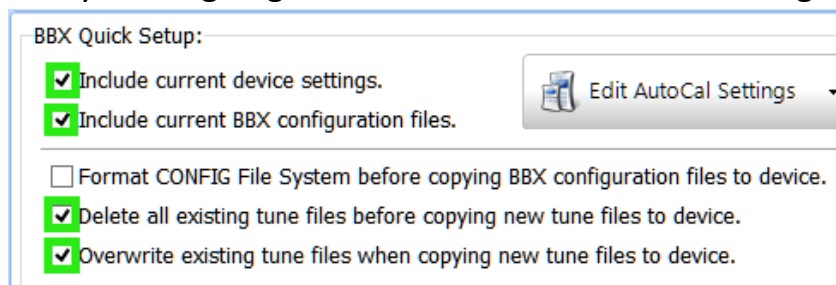 BBX Quick Setup:
Include current device settings.
Edit AutoCal Settings
Include current BBX configuration files.
Format CONFIG File System before copying BBX configuration files to device.
Delete all existing tune files before copying new tune files to device.
Overwrite existing tune files when copying new tune files to device.